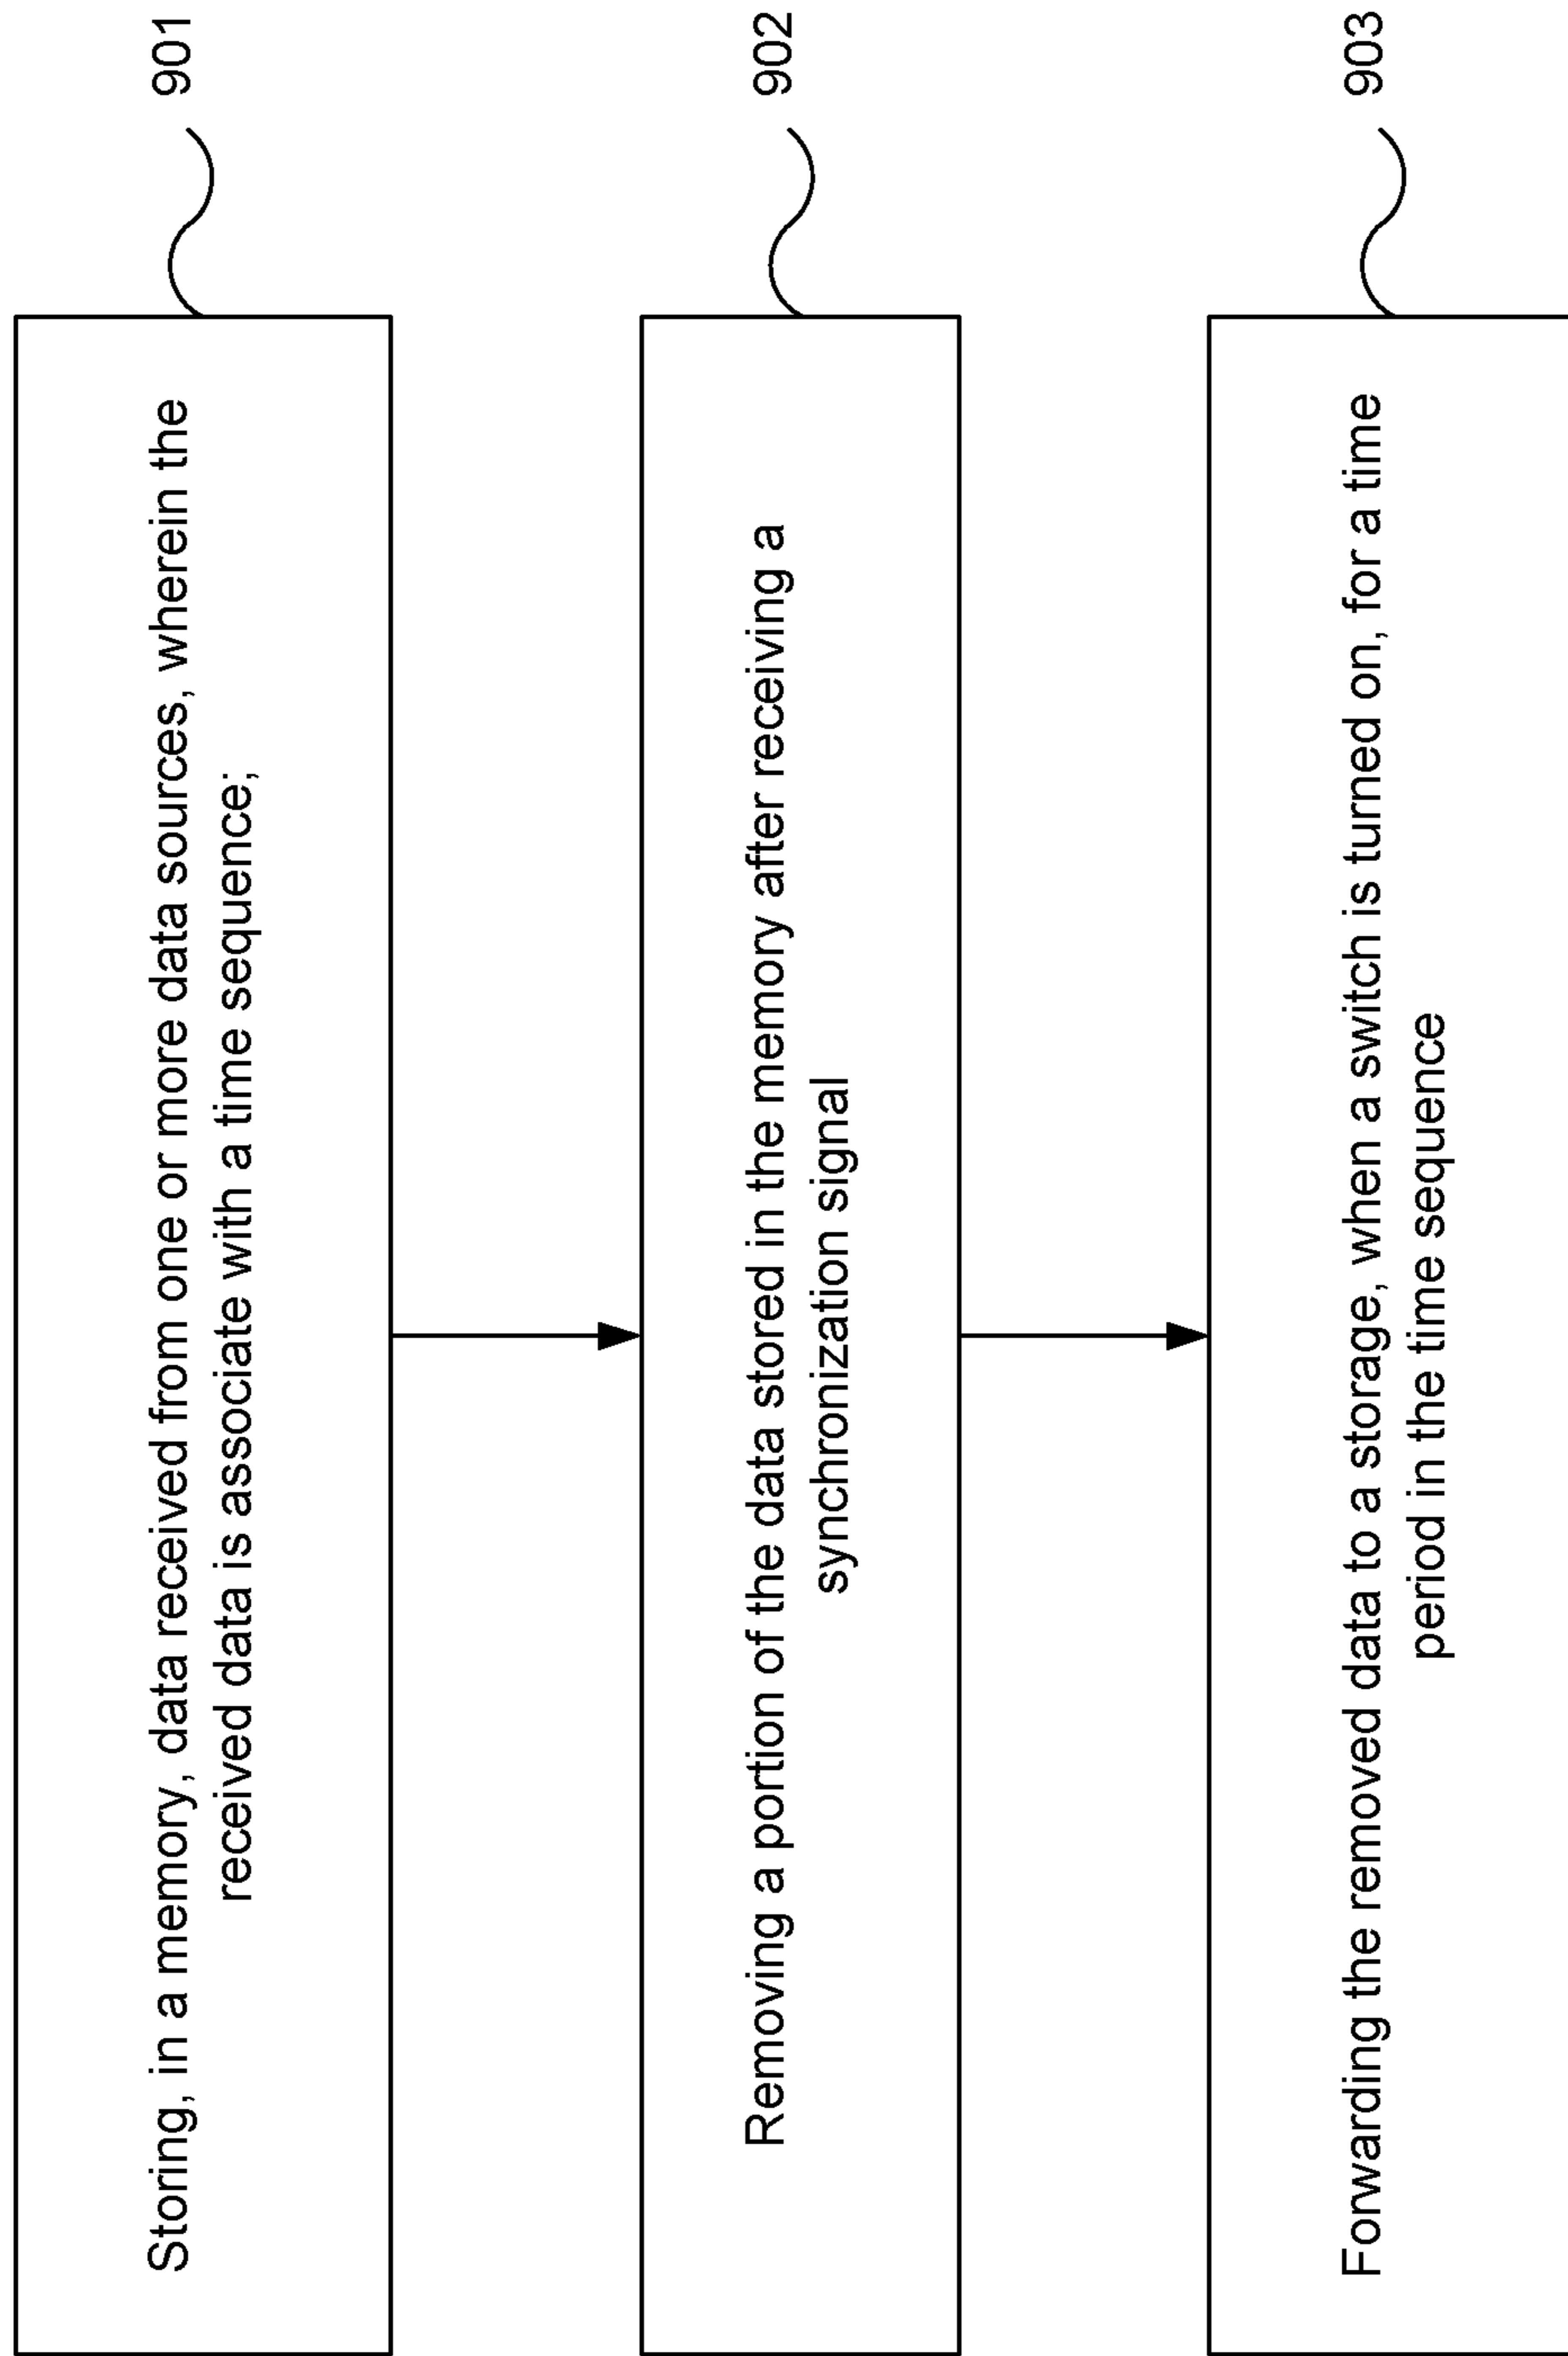 Storing, in a memory, data received from one or more data sources, wherein the
received data is associate with a time sequence;
901
Removing a portion of the data stored in the memory after receiving a
synchronization signal
902
Forwarding the removed data to a storage, when a switch is turned on, for a time
period in the time sequence
903